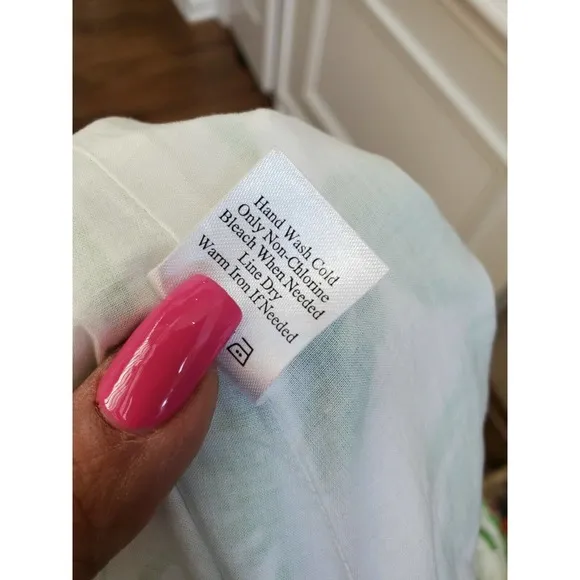 Hand Wash Cold
Only Non-Chlorine
Bleach When Needed
Line Dry
Warm Iron If Needed